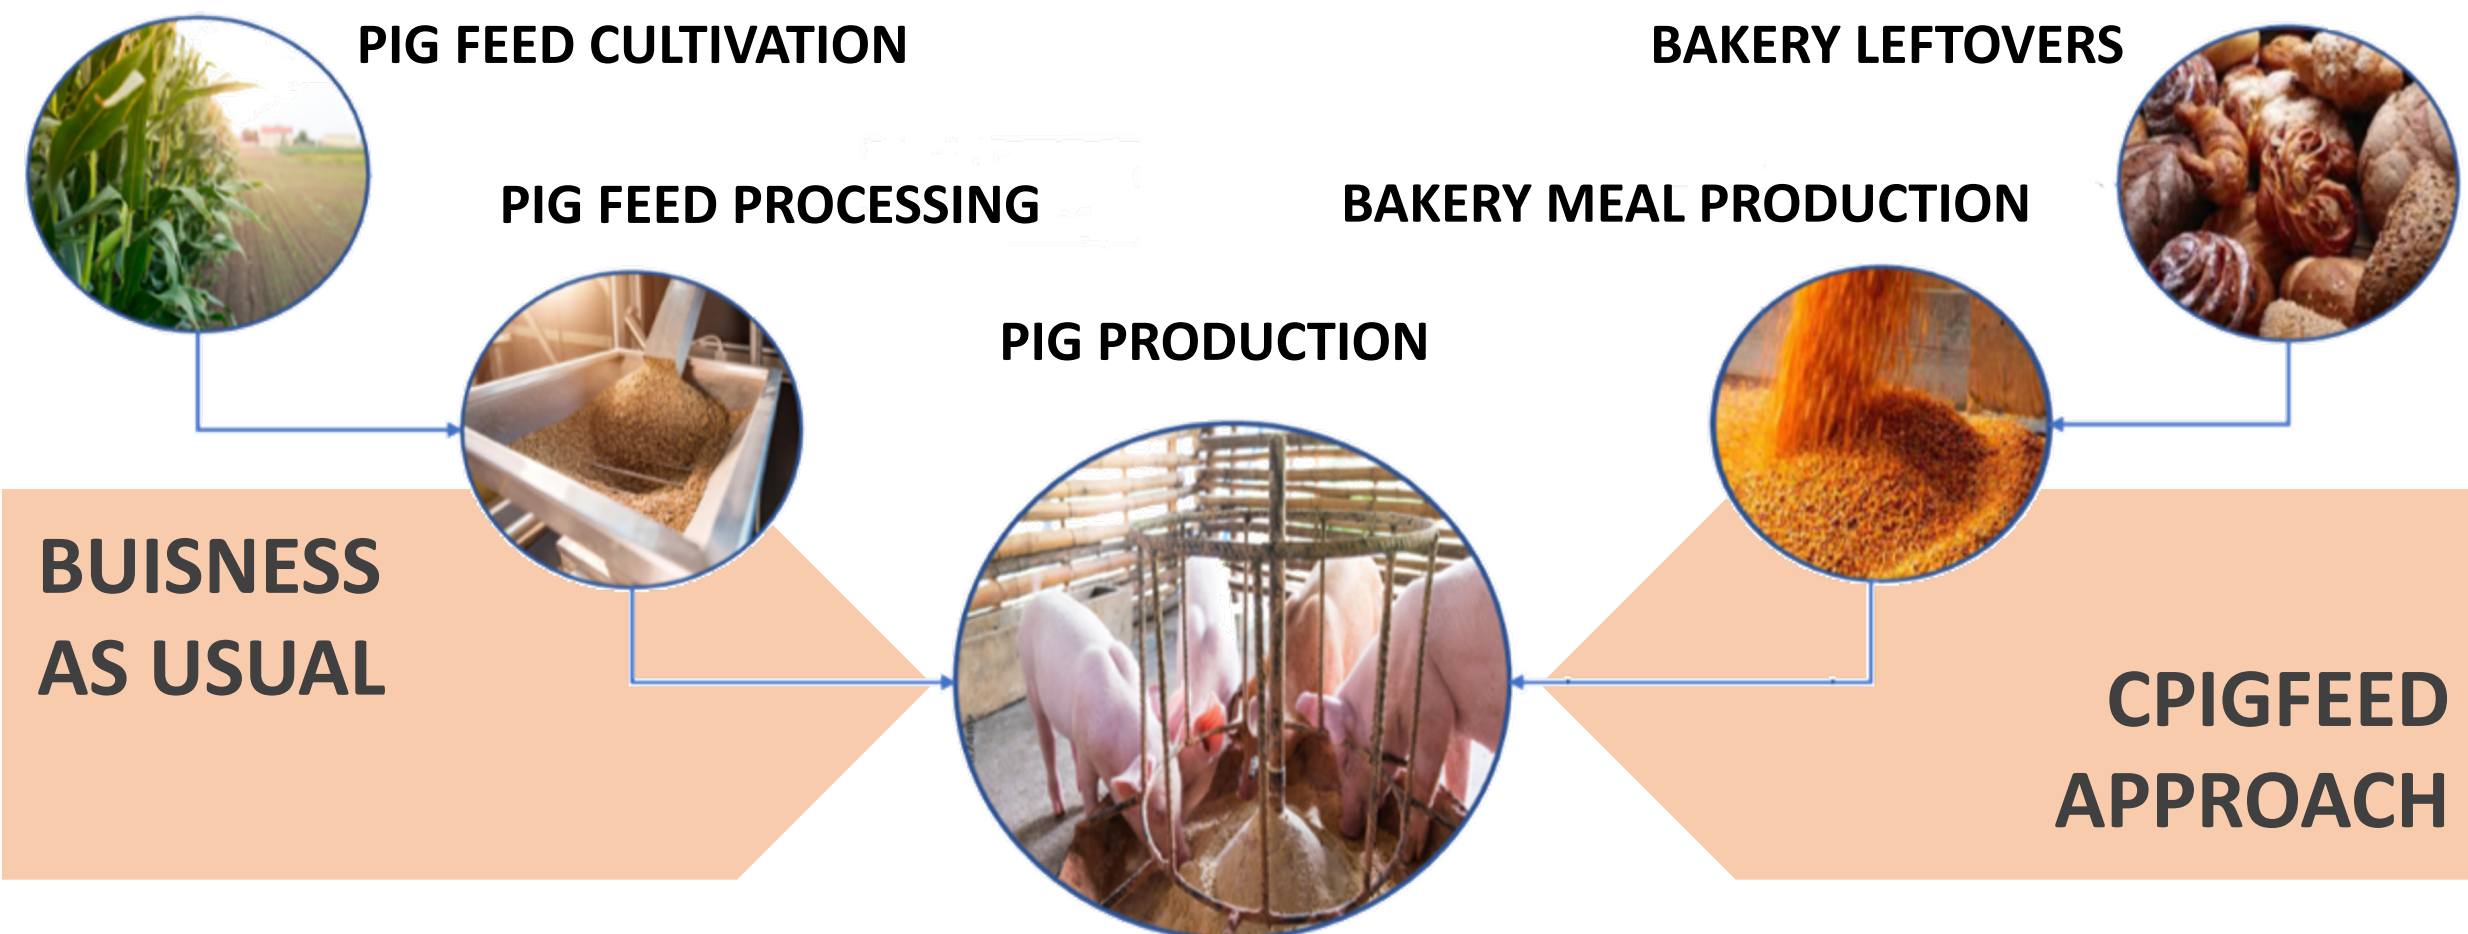 PIG FEED CULTIVATION
BAKERY LEFTOVERS
PIG FEED PROCESSING
BAKERY MEAL PRODUCTION
PIG PRODUCTION
BUISNESS
AS USUAL
CPIGFEED
APPROACH